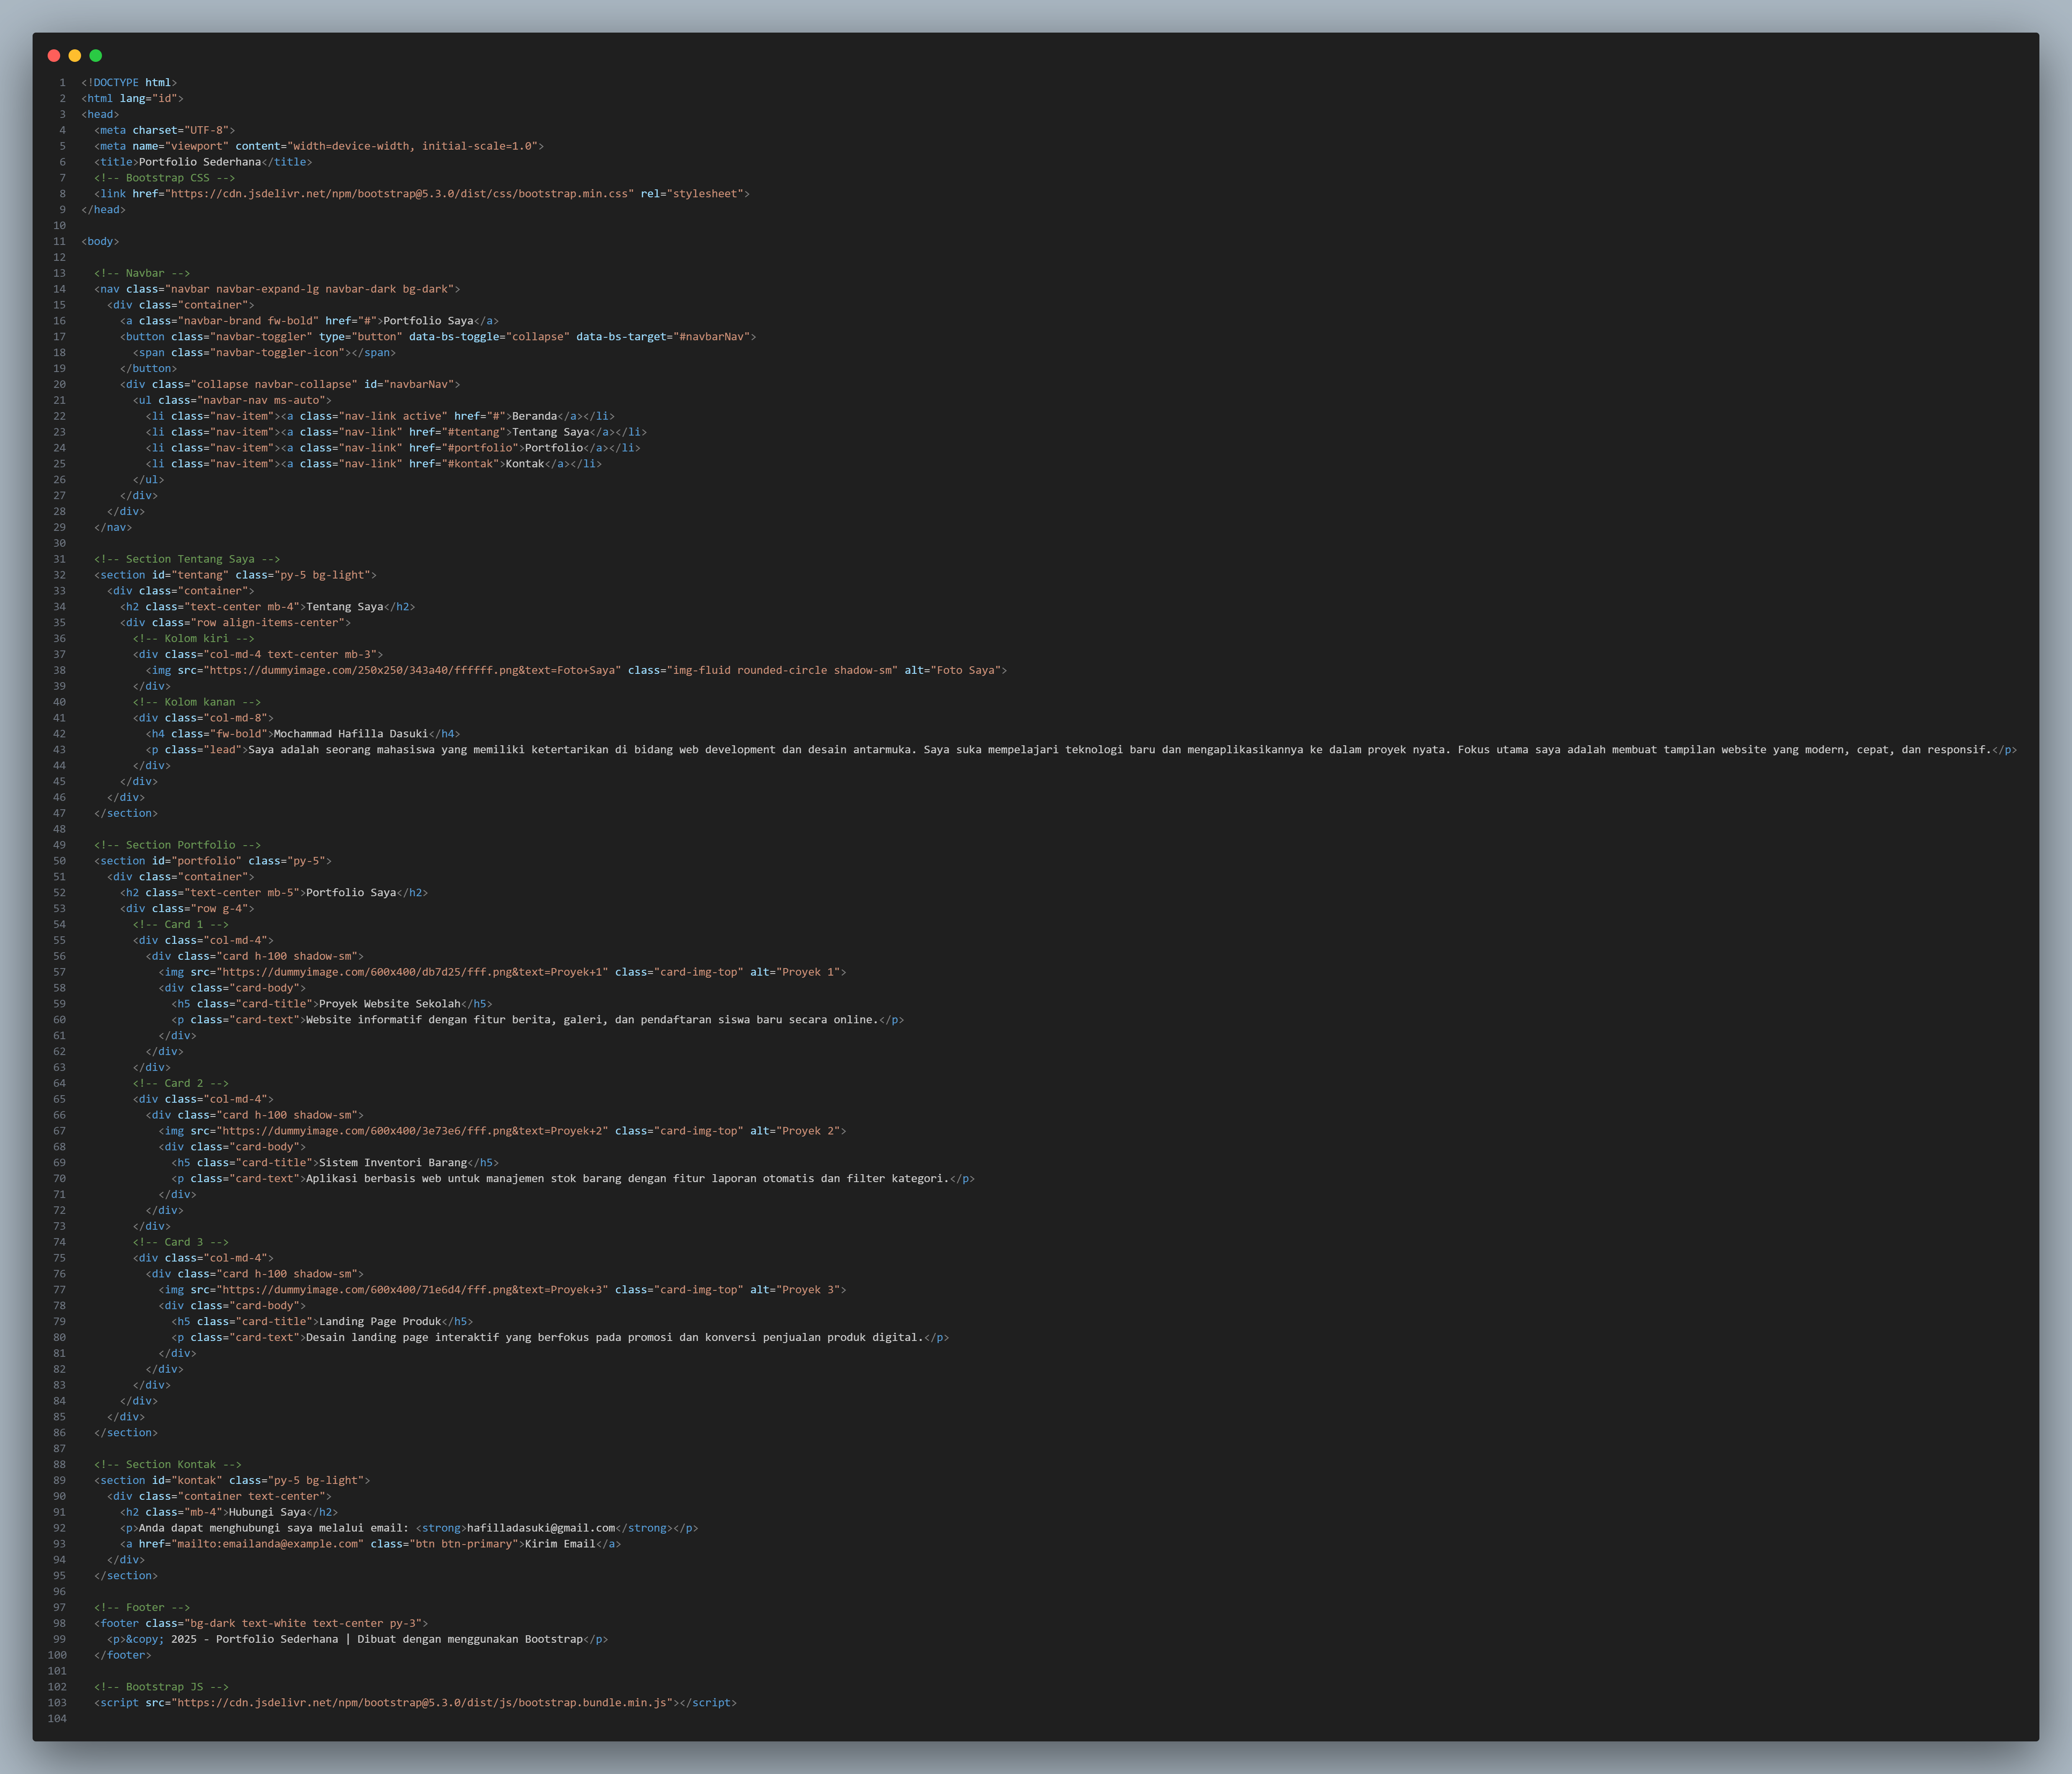 1 <!DOCTYPE html>
2 <html lang="id">
3 <head>
4   <meta charset="UTF-8">
5   <meta name="viewport" content="width=device-width, initial-scale=1.0">
6   <title>Portfolio Sederhana</title>
7   <!-- Bootstrap CSS -->
8   <link href="https://cdn.jsdelivr.net/npm/bootstrap@5.3.0/dist/css/bootstrap.min.css" rel="stylesheet">
9 </head>
10
11 <body>
12
13   <!-- Navbar -->
14   <nav class="navbar navbar-expand-lg navbar-dark bg-dark">
15     <div class="container">
16       <a class="navbar-brand fw-bold" href="#">Portfolio Saya</a>
17       <button class="navbar-toggler" type="button" data-bs-toggle="collapse" data-bs-target="#navbarNav">
18         <span class="navbar-toggler-icon"></span>
19       </button>
20       <div class="collapse navbar-collapse" id="navbarNav">
21         <ul class="navbar-nav ms-auto">
22           <li class="nav-item"><a class="nav-link active" href="#">Beranda</a></li>
23           <li class="nav-item"><a class="nav-link" href="#tentang">Tentang Saya</a></li>
24           <li class="nav-item"><a class="nav-link" href="#portfolio">Portfolio</a></li>
25           <li class="nav-item"><a class="nav-link" href="#kontak">Kontak</a></li>
26         </ul>
27       </div>
28     </div>
29   </nav>
30
31   <!-- Section Tentang Saya -->
32   <section id="tentang" class="py-5 bg-light">
33     <div class="container">
34       <h2 class="text-center mb-4">Tentang Saya</h2>
35       <div class="row align-items-center">
36         <!-- Kolom kiri -->
37         <div class="col-md-4 text-center mb-3">
38           <img src="https://dummyimage.com/250x250/343a40/ffffff.png&text=Foto+Saya" class="img-fluid rounded-circle shadow-sm" alt="Foto Saya">
39         </div>
40         <!-- Kolom kanan -->
41         <div class="col-md-8">
42           <h4 class="fw-bold">Mochammad Hafilla Dasuki</h4>
43           <p class="lead">Saya adalah seorang mahasiswa yang memiliki ketertarikan di bidang web development dan desain antarmuka. Saya suka mempelajari teknologi baru dan mengaplikasikannya ke dalam proyek nyata. Fokus utama saya adalah membuat tampilan website yang modern, cepat, dan responsif.</p>
44         </div>
45       </div>
46     </div>
47   </section>
48
49   <!-- Section Portfolio -->
50   <section id="portfolio" class="py-5">
51     <div class="container">
52       <h2 class="text-center mb-5">Portfolio Saya</h2>
53       <div class="row g-4">
54         <!-- Card 1 -->
55         <div class="col-md-4">
56           <div class="card h-100 shadow-sm">
57             <img src="https://dummyimage.com/600x400/db7d25/fff.png&text=Proyek+1" class="card-img-top" alt="Proyek 1">
58             <div class="card-body">
59               <h5 class="card-title">Proyek Website Sekolah</h5>
60               <p class="card-text">Website informatif dengan fitur berita, galeri, dan pendaftaran siswa baru secara online.</p>
61             </div>
62           </div>
63         </div>
64         <!-- Card 2 -->
65         <div class="col-md-4">
66           <div class="card h-100 shadow-sm">
67             <img src="https://dummyimage.com/600x400/3e73e6/fff.png&text=Proyek+2" class="card-img-top" alt="Proyek 2">
68             <div class="card-body">
69               <h5 class="card-title">Sistem Inventori Barang</h5>
70               <p class="card-text">Aplikasi berbasis web untuk manajemen stok barang dengan fitur laporan otomatis dan filter kategori.</p>
71             </div>
72           </div>
73         </div>
74         <!-- Card 3 -->
75         <div class="col-md-4">
76           <div class="card h-100 shadow-sm">
77             <img src="https://dummyimage.com/600x400/71e6d4/fff.png&text=Proyek+3" class="card-img-top" alt="Proyek 3">
78             <div class="card-body">
79               <h5 class="card-title">Landing Page Produk</h5>
80               <p class="card-text">Desain landing page interaktif yang berfokus pada promosi dan konversi penjualan produk digital.</p>
81             </div>
82           </div>
83         </div>
84       </div>
85     </div>
86   </section>
87
88   <!-- Section Kontak -->
89   <section id="kontak" class="py-5 bg-light">
90     <div class="container text-center">
91       <h2 class="mb-4">Hubungi Saya</h2>
92       <p>Anda dapat menghubungi saya melalui email: <strong>hafilladasuki@gmail.com</strong></p>
93       <a href="mailto:emailanda@example.com" class="btn btn-primary">Kirim Email</a>
94     </div>
95   </section>
96
97   <!-- Footer -->
98   <footer class="bg-dark text-white text-center py-3">
99     <p>&copy; 2025 - Portfolio Sederhana | Dibuat dengan menggunakan Bootstrap</p>
100   </footer>
101
102   <!-- Bootstrap JS -->
103   <script src="https://cdn.jsdelivr.net/npm/bootstrap@5.3.0/dist/js/bootstrap.bundle.min.js"></script>
104